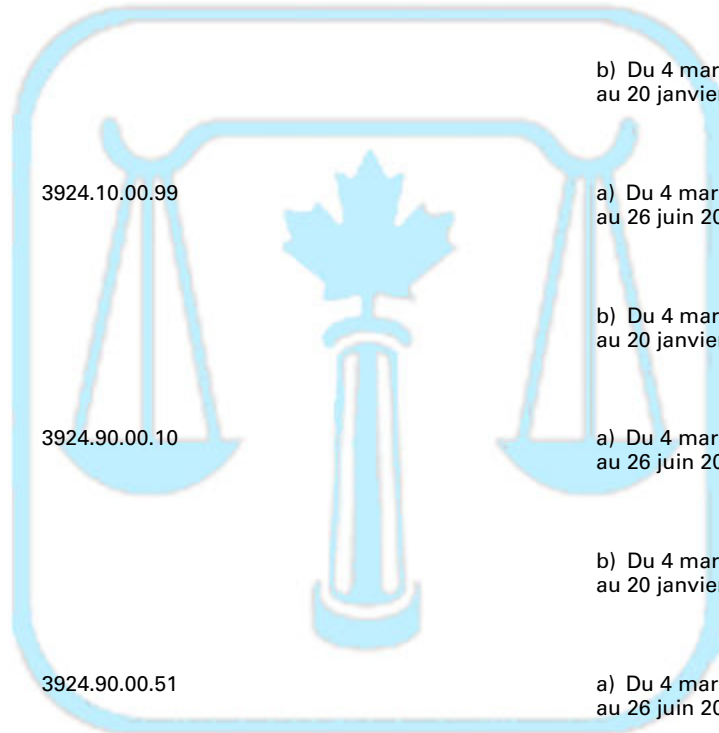 b) Du 4 mar
au 20 janvier
3924.10.00.99 a) Du 4 mar
au 26 juin 20
b) Du 4 mar
au 20 janvier
3924.90.00.10 a) Du 4 mar
au 26 juin 20
b) Du 4 mar
au 20 janvier
3924.90.00.51 a) Du 4 mar
au 26 juin 20